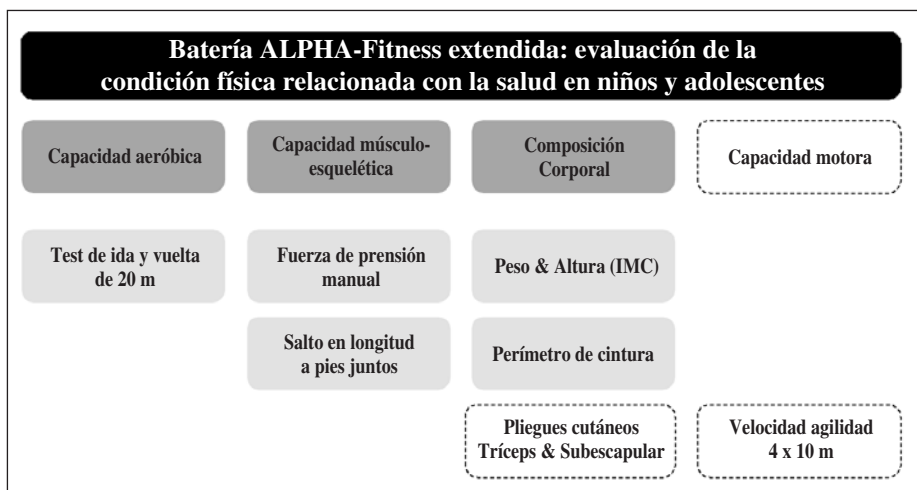 Batería ALPHA-Fitness extendida: evaluación de la
condición física relacionada con la salud en niños y adolescentes
Capacidad aeróbica
Capacidad músculo-
esquelética
Composición
Corporal
Capacidad motora
Test de ida y vuelta
de 20 m
Fuerza de prensión
manual
Peso & Altura (IMC)
Salto en longitud
a pies juntos
Perímetro de cintura
Pliegues cutáneos
Tríceps & Subescapular
Velocidad agilidad
4 x 10 m